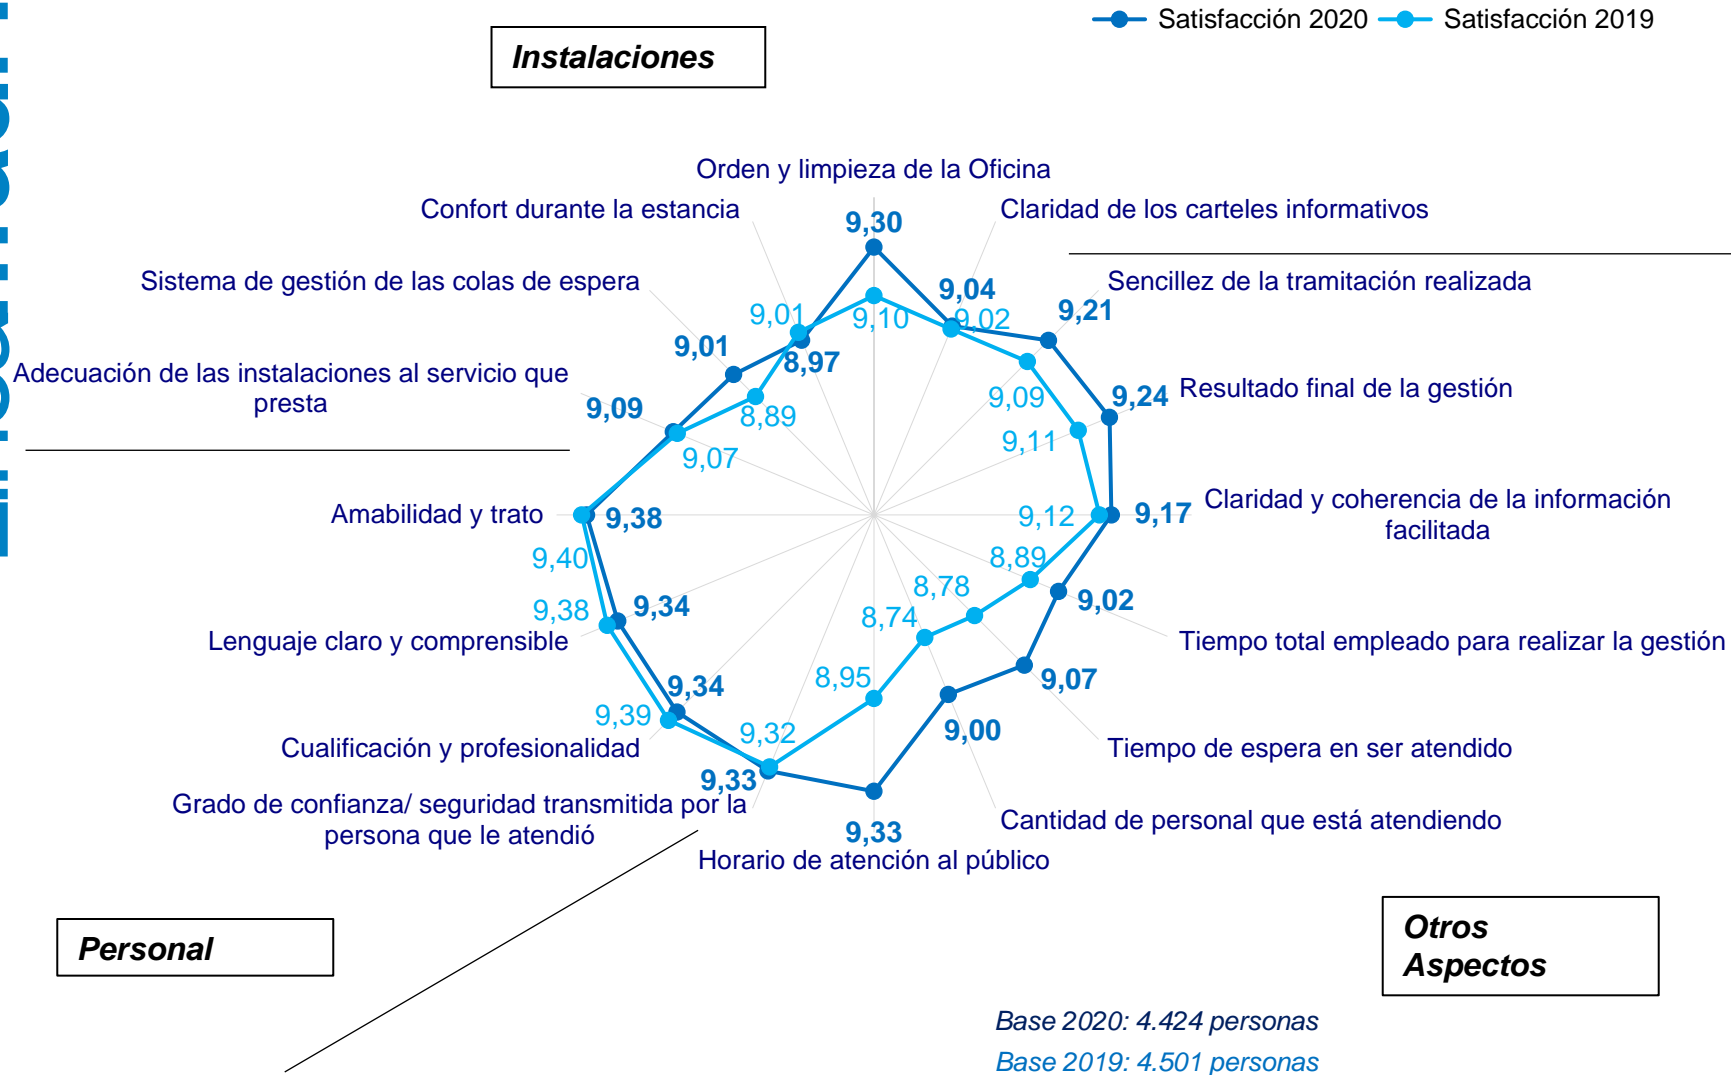 Satisfacción 2020
Satisfacción 2019
Instalaciones
Orden y limpieza de la Oficina
Confort durante la estancia
Claridad de los carteles informativos
9,30
Sistema de gestión de las colas de espera
Sencillez de la tramitación realizada
9,04
9,21
9,01
9,10
9,02
9,01
8,97
Adecuación de las instalaciones al servicio que
presta
9,09
8,89
9,09
9,24
Resultado final de la gestión
9,07
9,11
Amabilidad y trato
9,38
9,12
9,17
Claridad y coherencia de la información
facilitada
9,40
8,89
8,78
9,02
9,38
9,34
8,74
Lenguaje claro y comprensible
Tiempo total empleado para realizar la gestión
9,34
8,95
9,07
9,39
9,32
9,00
Cualificación y profesionalidad
Tiempo de espera en ser atendido
9,33
Grado de confianza/ seguridad transmitida por la
persona que le atendió
9,33
Cantidad de personal que está atendiendo
Horario de atención al público
Personal
Otros
Aspectos
Base 2020: 4.424 personas
Base 2019: 4.501 personas